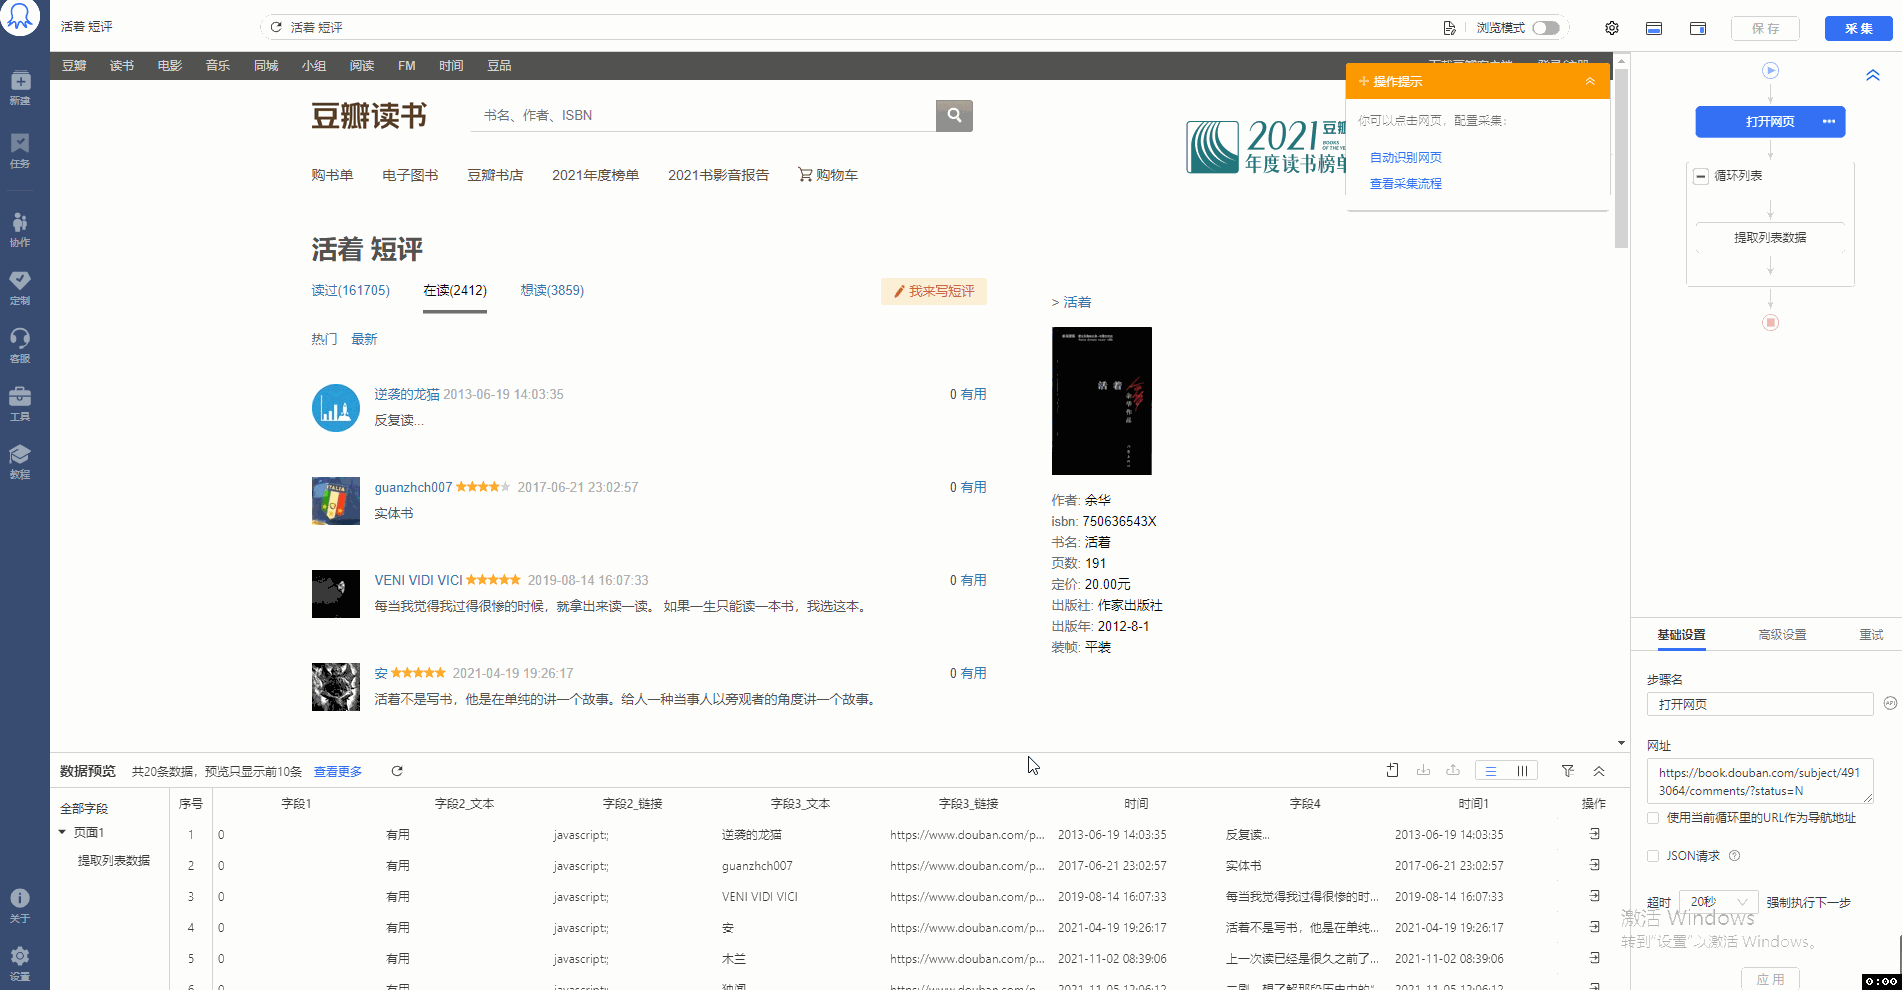 活着 短评
活着 短评
浏览模式
保 存
采 集
新建
任务
协作
定制
客服
工具
教程
关于
设置
豆瓣 读书 电影 音乐 同城 小组 阅读 FM 时间 豆品
操作提示
你可以点击网页，配置采集：
自动识别网页
查看采集流程
豆瓣读书
书名、作者、ISBN
2021
年度读书榜单
购书单 电子图书 豆瓣书店 2021年度榜单 2021书影音报告 购物车
活着 短评
读过(161705) 在读(2412) 想读(3859)
我来写短评
热门 最新
逆袭的龙猫 2013-06-19 14:03:35 0 有用
反复读...
guanzhch007 2017-06-21 23:02:57 0 有用
实体书
VENI VIDI VICI 2019-08-14 16:07:33 0 有用
每当我觉得我过得很惨的时候，就拿出来读一读。 如果一生只能读一本书，我选这本。
安 2021-04-19 19:26:17 0 有用
活着不是写书，他是在单纯的讲一个故事。给人一种当事人以旁观者的角度讲一个故事。
> 活着
活着
余华作品
作者: 余华
isbn: 750636543X
书名: 活着
页数: 191
定价: 20.00元
出版社: 作家出版社
出版年: 2012-8-1
装帧: 平装
打开网页
循环列表
提取列表数据
基础设置 高级设置 重试
步骤名
打开网页
网址
https://book.douban.com/subject/491
3064/comments/?status=N
使用当前循环里的URL作为导航地址
JSON请求
超时 20秒 强制执行下一步
激活 Windows
转到"设置"以激活 Windows。
应 用
0:00
数据预览 共20条数据，预览只显示前10条 查看更多
全部字段
页面1
提取列表数据
序号 字段1 字段2_文本 字段2_链接 字段3_文本 字段3_链接 时间 字段4 时间1 操作
1 0 有用 javascript:; 逆袭的龙猫 https://www.douban.com/p... 2013-06-19 14:03:35 反复读... 2013-06-19 14:03:35
2 0 有用 javascript:; guanzhch007 https://www.douban.com/p... 2017-06-21 23:02:57 实体书 2017-06-21 23:02:57
3 0 有用 javascript:; VENI VIDI VICI https://www.douban.com/p... 2019-08-14 16:07:33 每当我觉得我过得很惨的时... 2019-08-14 16:07:33
4 0 有用 javascript:; 安 https://www.douban.com/p... 2021-04-19 19:26:17 活着不是写书，他是在单纯... 2021-04-19 19:26:17
5 0 有用 javascript:; 木兰 https://www.douban.com/p... 2021-11-02 08:39:06 上一次读已经是很久之前了... 2021-11-02 08:39:06